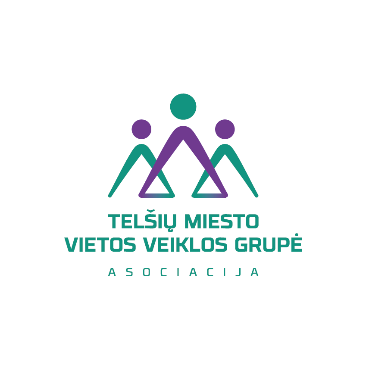 TELŠIŲ MIESTO
VIETOS VEIKLOS GRUPĖ
ASOCIACIJA